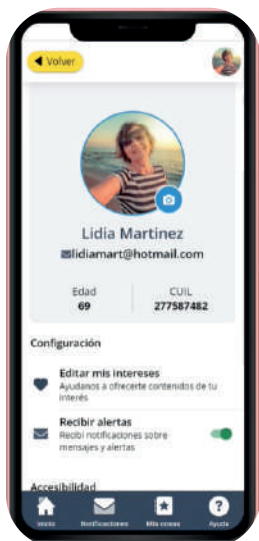 Volver
Lidia Martinez
lidiamart@hotmail.com
Edad
69
CUIL
277587482
Configuración
Editar mis intereses
Ayudanos a ofrecerte contenidos de tu
interés
Recibir alertas
Recibí notificaciones sobre
mensajes y alertas
Accesibilidad
Inicio
Notificaciones
Mis cosas
Ayuda